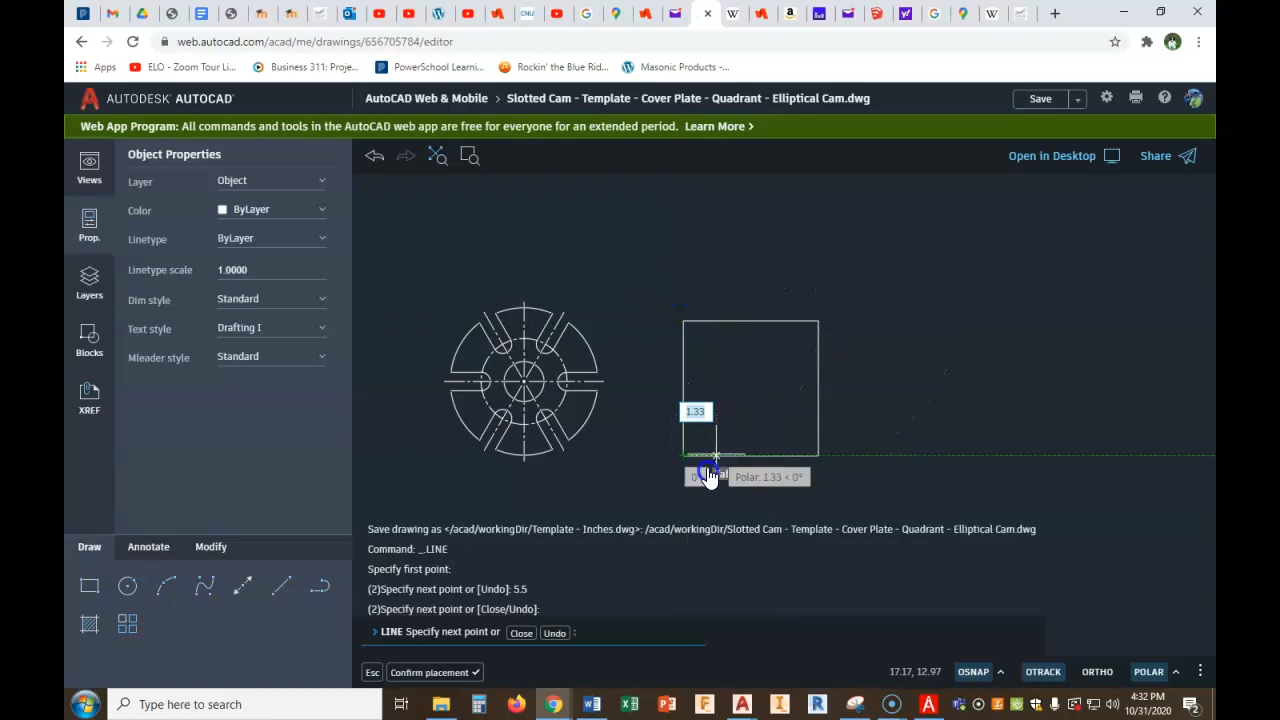 CNU
web.autocad.com/acad/me/drawings/656705784/editor
Apps ELO - Zoom Tour Li... Business 311: Proje... PowerSchool Learni... Rockin' the Blue Rid... Masonic Products -...
AUTODESK AUTOCAD AutoCAD Web & Mobile > Slotted Cam - Template - Cover Plate - Quadrant - Elliptical Cam.dwg Save
Web App Program: All commands and tools in the AutoCAD web app are free for everyone for an extended period. Learn More >
Views
Object Properties
Open in Desktop Share
Layer Object
Color ByLayer
Prop.
Linetype ByLayer
Linetype scale 1.0000
Layers
Dim style Standard
Text style Drafting I
Blocks
Mleader style Standard
XREF
1.33
Polar: 1.33 < 0°
Save drawing as </acad/workingDir/Template - Inches.dwg>: /acad/workingDir/Slotted Cam - Template - Cover Plate - Quadrant - Elliptical Cam.dwg
Command: _.LINE
Specify first point:
(2)Specify next point or [Undo]: 5.5
(2)Specify next point or [Close/Undo]:
> LINE Specify next point or Close Undo :
Draw Annotate Modify
Esc Confirm placement 17.17, 12.97 OSNAP OTRACK ORTHO POLAR
Type here to search
4:32 PM
10/31/2020